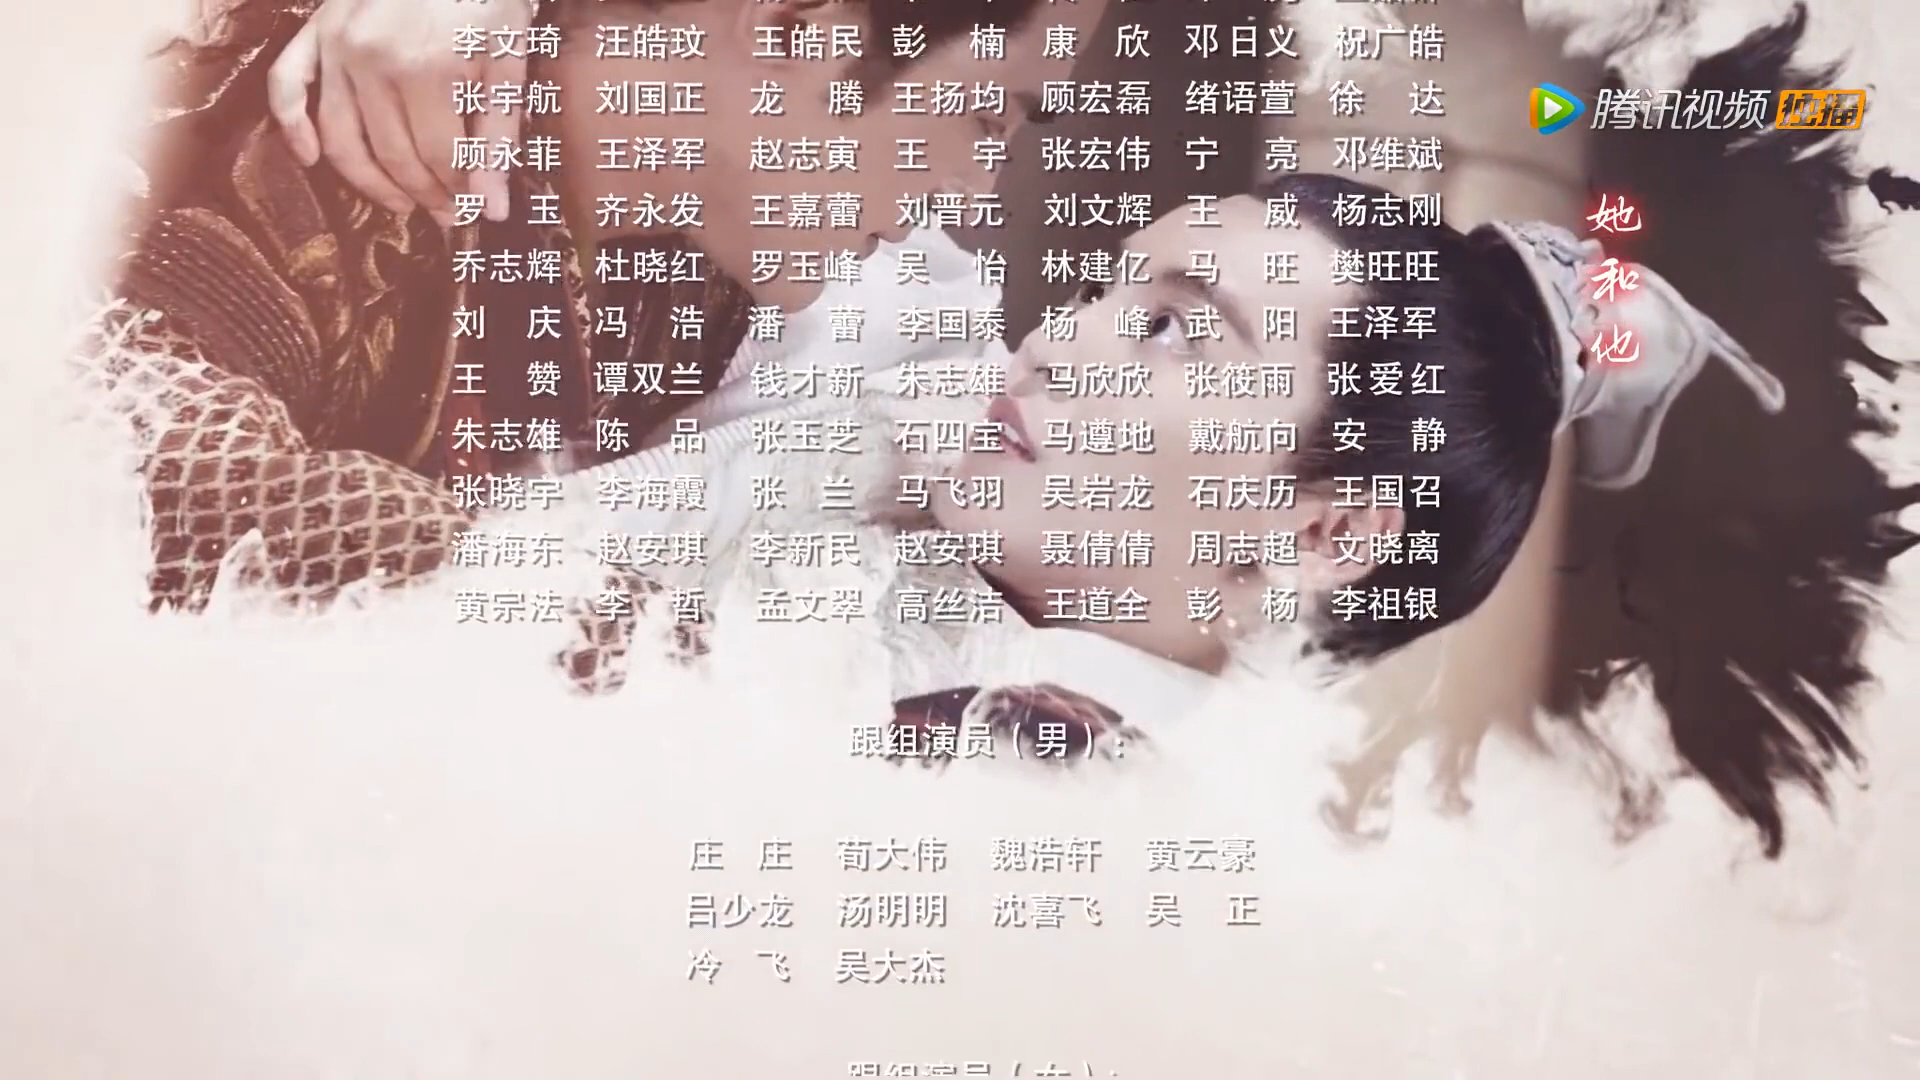 李文琦 汪皓玟 王皓民 彭楠 康欣 邓日义 祝广皓
张宇航 刘国正 龙腾 王扬均 顾宏磊 绪语萱 徐达
腾讯视频 独播
顾永菲 王泽军 赵志寅 王宇 张宏伟 宁亮 邓维斌
罗玉 齐永发 王嘉蕾 刘晋元 刘文辉 王威 杨志刚
她和他
乔志辉 杜晓红 罗玉峰 吴怡 林建亿 马旺 樊旺旺
刘庆 冯浩 潘蕾 李国泰 杨峰 武阳 王泽军
王赞 谭双兰 钱才新 朱志雄 马欣欣 张筱雨 张爱红
朱志雄 陈品 张玉芝 石四宝 马遵地 戴航向 安静
张晓宇 李海霞 张兰 马飞羽 吴岩龙 石庆历 王国召
潘海东 赵安琪 李新民 赵安琪 聂倩倩 周志超 文晓离
黄宗法 李哲 孟文翠 高丝洁 王道全 彭杨 李祖银
跟组演员(男):
庄庄 荀大伟 魏浩轩 黄云豪
吕少龙 汤明明 沈喜飞 吴正
冷飞 吴大杰
跟组演员(女):